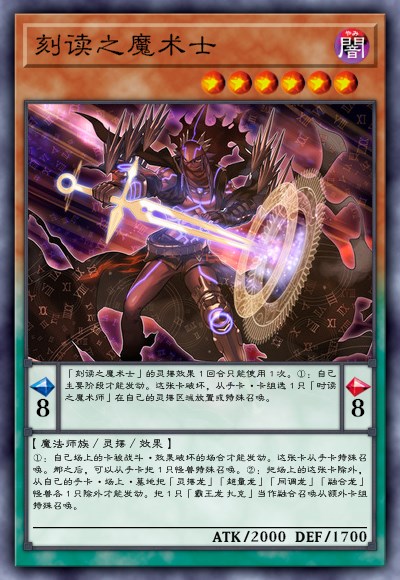 刻读之魔术士
やみ
闇
「刻读之魔术士」的灵摆效果1回合只能使用1次。①：自己
主要阶段才能发动。这张卡破坏，从手卡·卡组选1只「时读
之魔术师」在自己的灵摆区域放置或特殊召唤。
8
8
【魔法师族／灵摆／效果】
①：自己场上的卡被战斗·效果破坏的场合才能发动。这张卡从手卡特殊召
唤。那之后，可以从手卡把1只怪兽特殊召唤。②：把场上的这张卡除外，
从自己的手卡·场上·墓地把「灵摆龙」「超量龙」「同调龙」「融合龙」
怪兽各1只除外才能发动。把1只「霸王龙 扎克」当作融合召唤从额外卡组
特殊召唤。
ATK/2000 DEF/1700